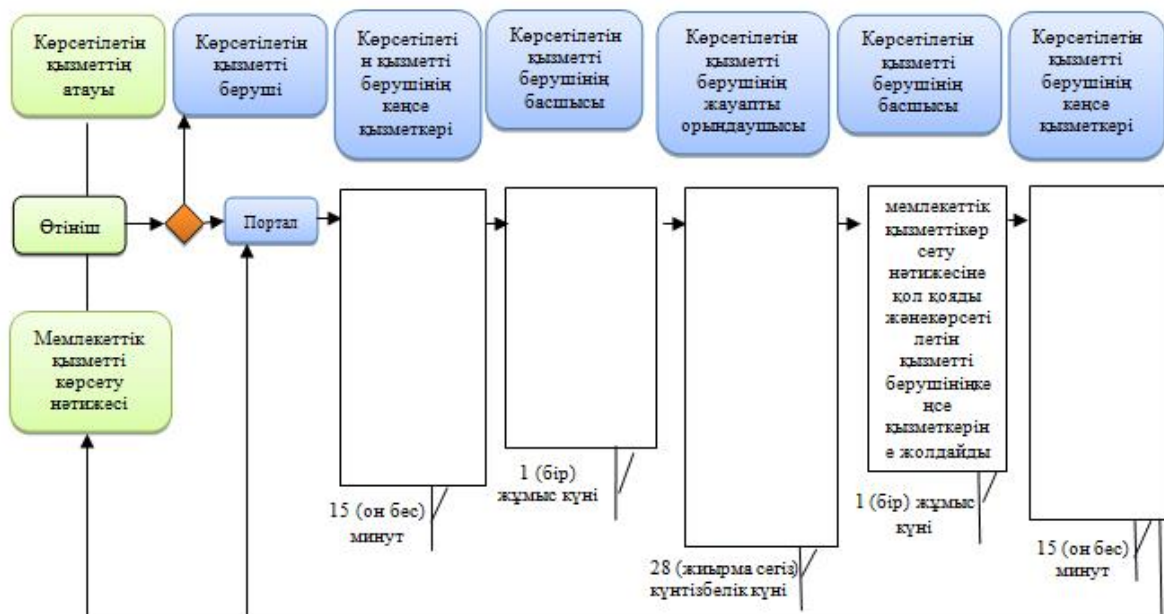 Көрсетілетін
қызметтің
атауы
Көрсетілетін
қызметті
беруші
Көрсетілеті
н қызметті
берушінің
кеңсе
қызметкері
Көрсетілетін
қызметті
берушінің
басшысы
Көрсетілетін
қызметті
берушінің
жауапты
орындаушысы
Көрсетілетін
қызметті
берушінің
басшысы
Көрсетілетін
қызметті
берушінің
кеңсе
қызметкері
Өтініш
Портал
мемлекеттік
қызметтікөр
сету
нәтижесіне
қол қояды
жәнекөрсеті
летін
қызметті
берушініңке
ңсе
қызметкерін
е жолдайды
Мемлекеттік
қызметті
көрсету
нәтижесі
15 (он бес)
минут
1 (бір)
жұмыс күні
28 (жиырма сегіз)
күнтізбелік күні
1 (бір) жұмыс
күні
15 (он бес)
минут